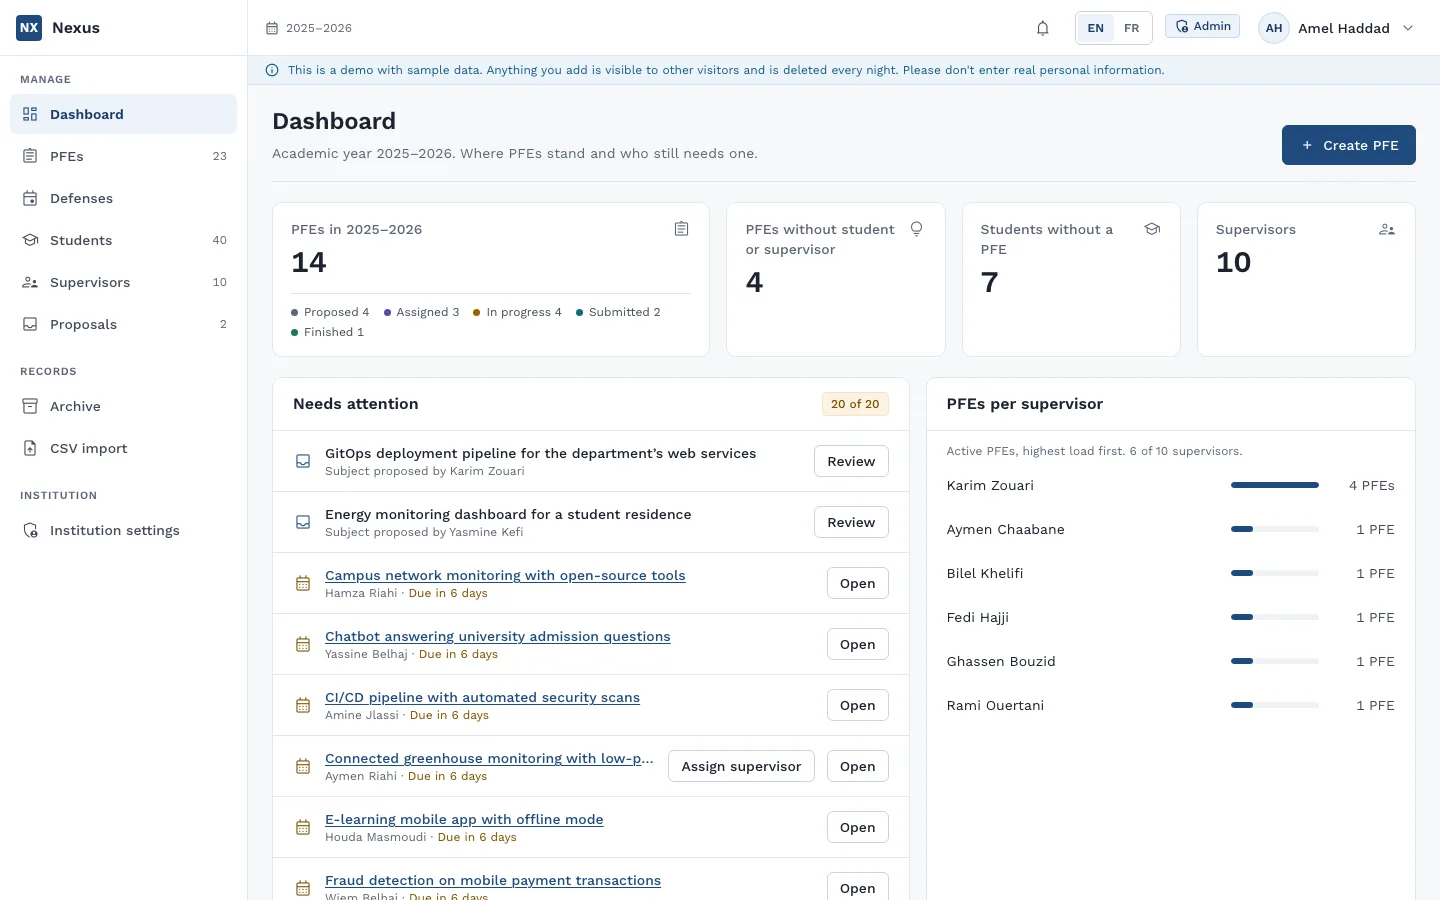 NX Nexus
2025–2026
EN FR
Admin
AH Amel Haddad
This is a demo with sample data. Anything you add is visible to other visitors and is deleted every night. Please don't enter real personal information.
MANAGE
Dashboard
PFEs 23
Defenses
Students 40
Supervisors 10
Proposals 2
RECORDS
Archive
CSV import
INSTITUTION
Institution settings
Dashboard
Academic year 2025–2026. Where PFEs stand and who still needs one.
+ Create PFE
PFEs in 2025–2026
14
Proposed 4 Assigned 3 In progress 4 Submitted 2
Finished 1
PFEs without student
or supervisor
4
Students without a
PFE
7
Supervisors
10
Needs attention 20 of 20
GitOps deployment pipeline for the department’s web services
Subject proposed by Karim Zouari
Review
Energy monitoring dashboard for a student residence
Subject proposed by Yasmine Kefi
Review
Campus network monitoring with open-source tools
Hamza Riahi · Due in 6 days
Open
Chatbot answering university admission questions
Yassine Belhaj · Due in 6 days
Open
CI/CD pipeline with automated security scans
Amine Jlassi · Due in 6 days
Open
Connected greenhouse monitoring with low-p…
Aymen Riahi · Due in 6 days
Assign supervisor Open
E-learning mobile app with offline mode
Houda Masmoudi · Due in 6 days
Open
Fraud detection on mobile payment transactions
Wiem Belhaj · Due in 6 days
Open
PFEs per supervisor
Active PFEs, highest load first. 6 of 10 supervisors.
Karim Zouari 4 PFEs
Aymen Chaabane 1 PFE
Bilel Khelifi 1 PFE
Fedi Hajji 1 PFE
Ghassen Bouzid 1 PFE
Rami Ouertani 1 PFE